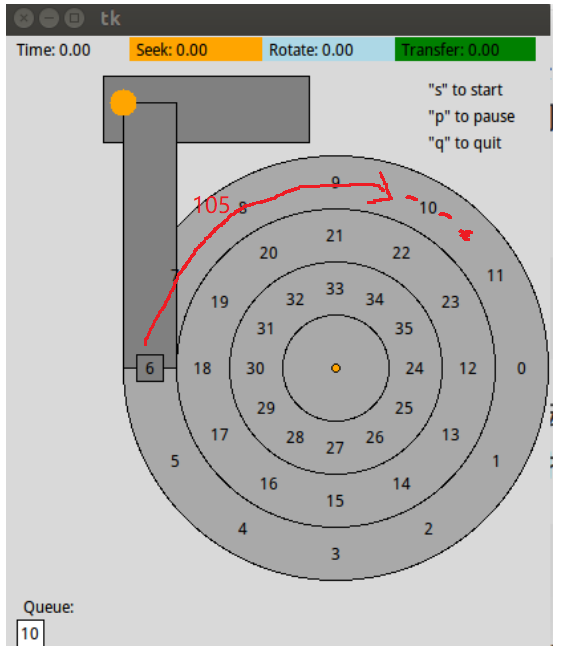 tk
Time: 0.00 Seek: 0.00 Rotate: 0.00 Transfer: 0.00
"s" to start
"p" to pause
"q" to quit
9
105 8 10
21
20 22
7 11
33
19 32 34 23
31 35
6 18 30 24 12 0
29 25
17 28 26 13
27
5 1
16 14
15
4 2
3
Queue:
10